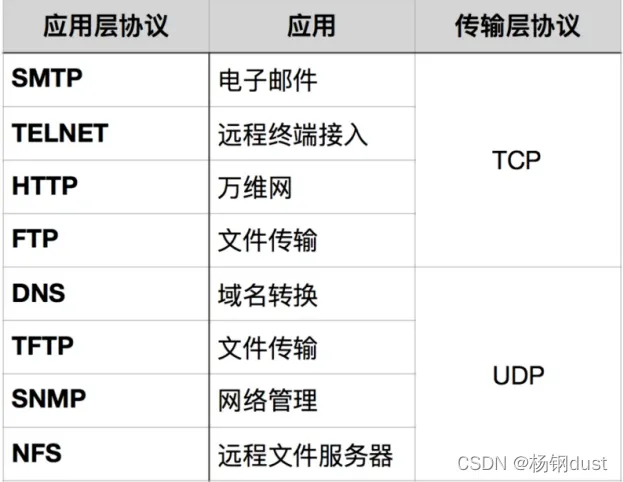 应用层协议 应用 传输层协议
SMTP 电子邮件
TELNET 远程终端接入
TCP
HTTP 万维网
FTP 文件传输
DNS 域名转换
TFTP 文件传输
UDP
SNMP 网络管理
NFS 远程文件服务器
CSDN @杨钢dust